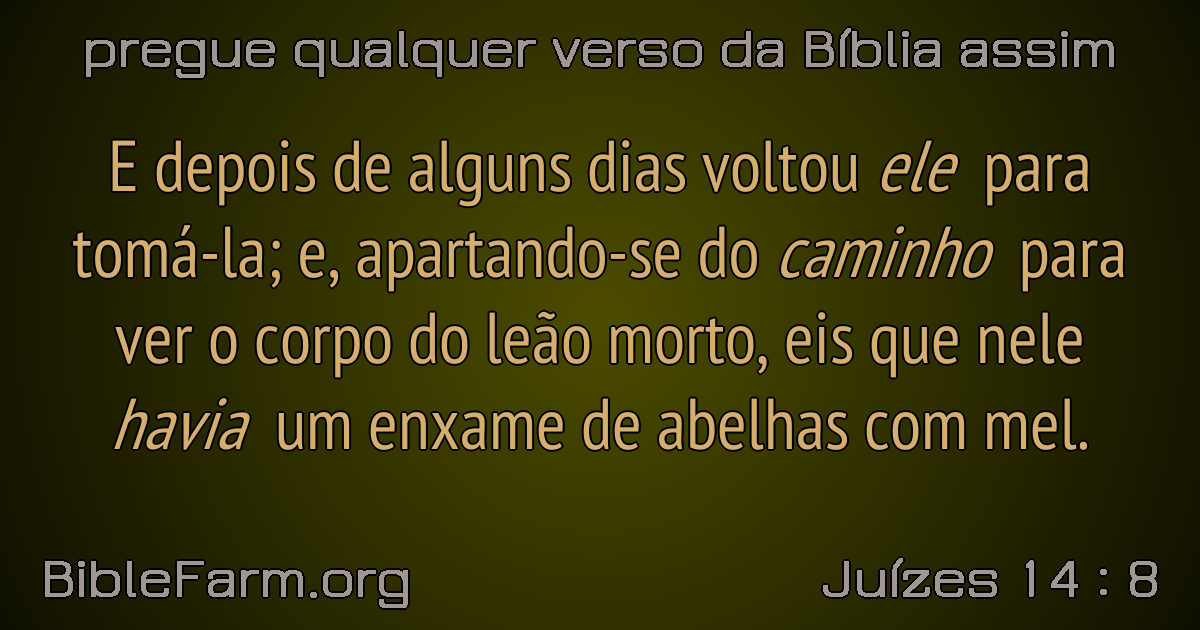 pregue qualquer verso da Bíblia assim
E depois de alguns dias voltou ele para
tomá-la; e, apartando-se do caminho para
ver o corpo do leão morto, eis que nele
havia um enxame de abelhas com mel.
BibleFarm.org
Juízes 14 : 8